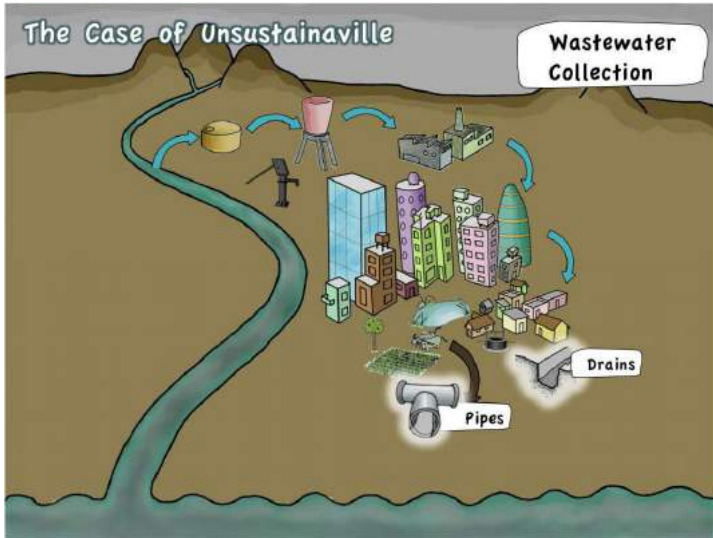 The Case of Unsustainaville
Wastewater
Collection
Drains
Pipes